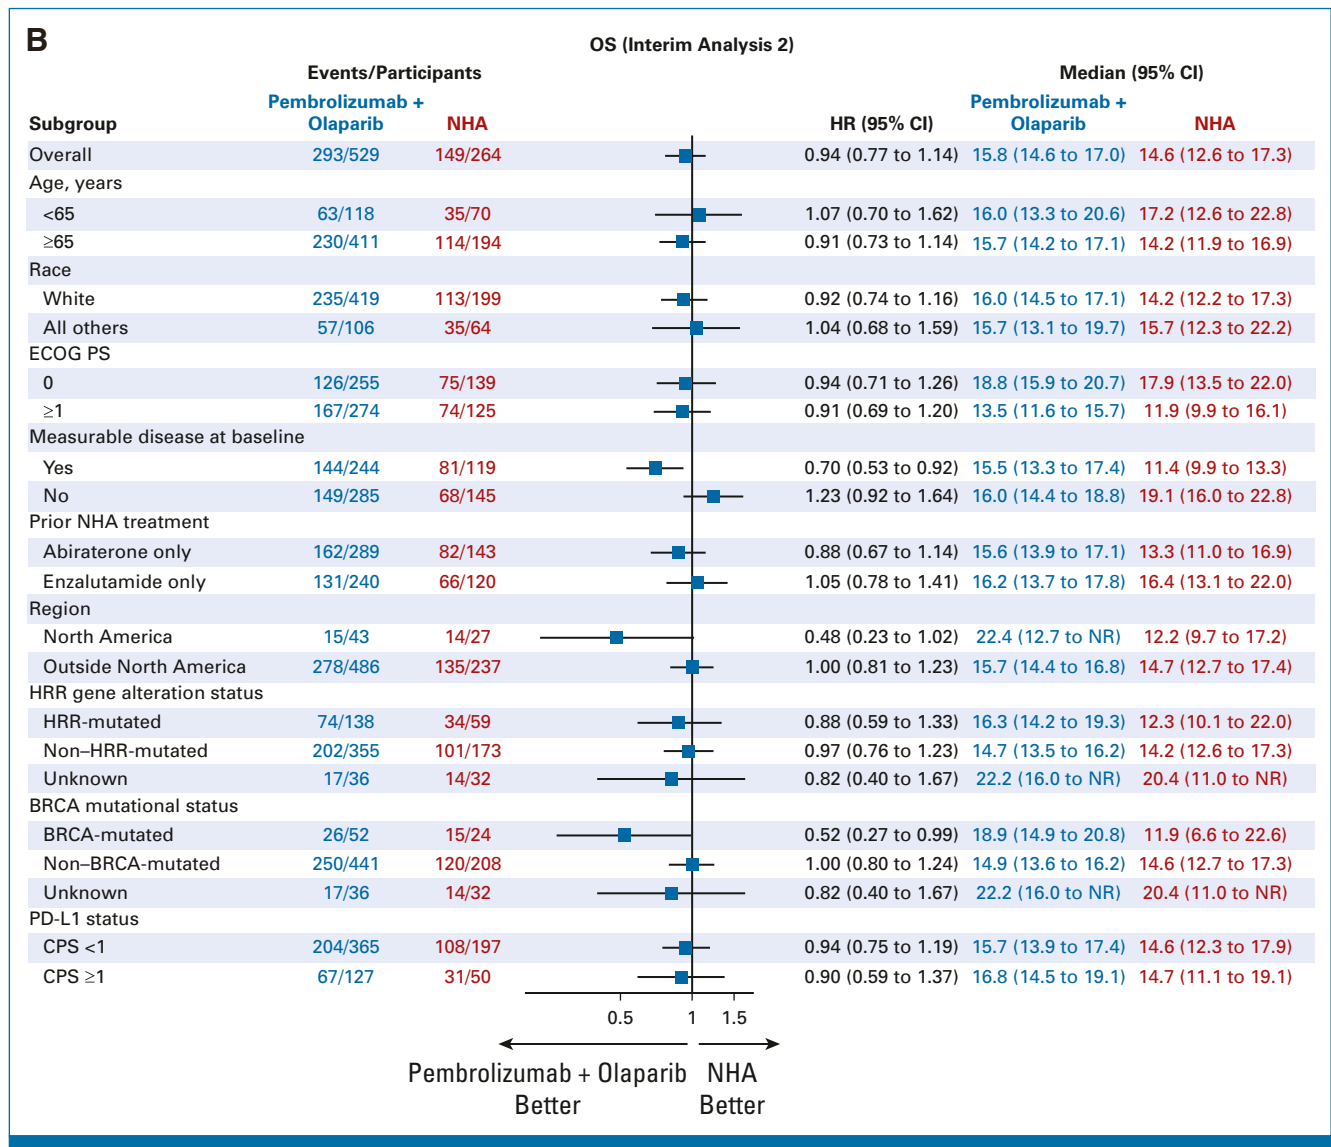 B
OS (Interim Analysis 2)
Events/Participants Median (95% CI)
Pembrolizumab + Pembrolizumab +
Subgroup Olaparib NHA HR (95% CI) Olaparib NHA
Overall 293/529 149/264 0.94 (0.77 to 1.14) 15.8 (14.6 to 17.0) 14.6 (12.6 to 17.3)
Age, years
<65 63/118 35/70 1.07 (0.70 to 1.62) 16.0 (13.3 to 20.6) 17.2 (12.6 to 22.8)
≥65 230/411 114/194 0.91 (0.73 to 1.14) 15.7 (14.2 to 17.1) 14.2 (11.9 to 16.9)
Race
White 235/419 113/199 0.92 (0.74 to 1.16) 16.0 (14.5 to 17.1) 14.2 (12.2 to 17.3)
All others 57/106 35/64 1.04 (0.68 to 1.59) 15.7 (13.1 to 19.7) 15.7 (12.3 to 22.2)
ECOG PS
0 126/255 75/139 0.94 (0.71 to 1.26) 18.8 (15.9 to 20.7) 17.9 (13.5 to 22.0)
≥1 167/274 74/125 0.91 (0.69 to 1.20) 13.5 (11.6 to 15.7) 11.9 (9.9 to 16.1)
Measurable disease at baseline
Yes 144/244 81/119 0.70 (0.53 to 0.92) 15.5 (13.3 to 17.4) 11.4 (9.9 to 13.3)
No 149/285 68/145 1.23 (0.92 to 1.64) 16.0 (14.4 to 18.8) 19.1 (16.0 to 22.8)
Prior NHA treatment
Abiraterone only 162/289 82/143 0.88 (0.67 to 1.14) 15.6 (13.9 to 17.1) 13.3 (11.0 to 16.9)
Enzalutamide only 131/240 66/120 1.05 (0.78 to 1.41) 16.2 (13.7 to 17.8) 16.4 (13.1 to 22.0)
Region
North America 15/43 14/27 0.48 (0.23 to 1.02) 22.4 (12.7 to NR) 12.2 (9.7 to 17.2)
Outside North America 278/486 135/237 1.00 (0.81 to 1.23) 15.7 (14.4 to 16.8) 14.7 (12.7 to 17.4)
HRR gene alteration status
HRR-mutated 74/138 34/59 0.88 (0.59 to 1.33) 16.3 (14.2 to 19.3) 12.3 (10.1 to 22.0)
Non–HRR-mutated 202/355 101/173 0.97 (0.76 to 1.23) 14.7 (13.5 to 16.2) 14.2 (12.6 to 17.3)
Unknown 17/36 14/32 0.82 (0.40 to 1.67) 22.2 (16.0 to NR) 20.4 (11.0 to NR)
BRCA mutational status
BRCA-mutated 26/52 15/24 0.52 (0.27 to 0.99) 18.9 (14.9 to 20.8) 11.9 (6.6 to 22.6)
Non–BRCA-mutated 250/441 120/208 1.00 (0.80 to 1.24) 14.9 (13.6 to 16.2) 14.6 (12.7 to 17.3)
Unknown 17/36 14/32 0.82 (0.40 to 1.67) 22.2 (16.0 to NR) 20.4 (11.0 to NR)
PD-L1 status
CPS <1 204/365 108/197 0.94 (0.75 to 1.19) 15.7 (13.9 to 17.4) 14.6 (12.3 to 17.9)
CPS ≥1 67/127 31/50 0.90 (0.59 to 1.37) 16.8 (14.5 to 19.1) 14.7 (11.1 to 19.1)
0.5 1 1.5
Pembrolizumab + Olaparib NHA
Better Better